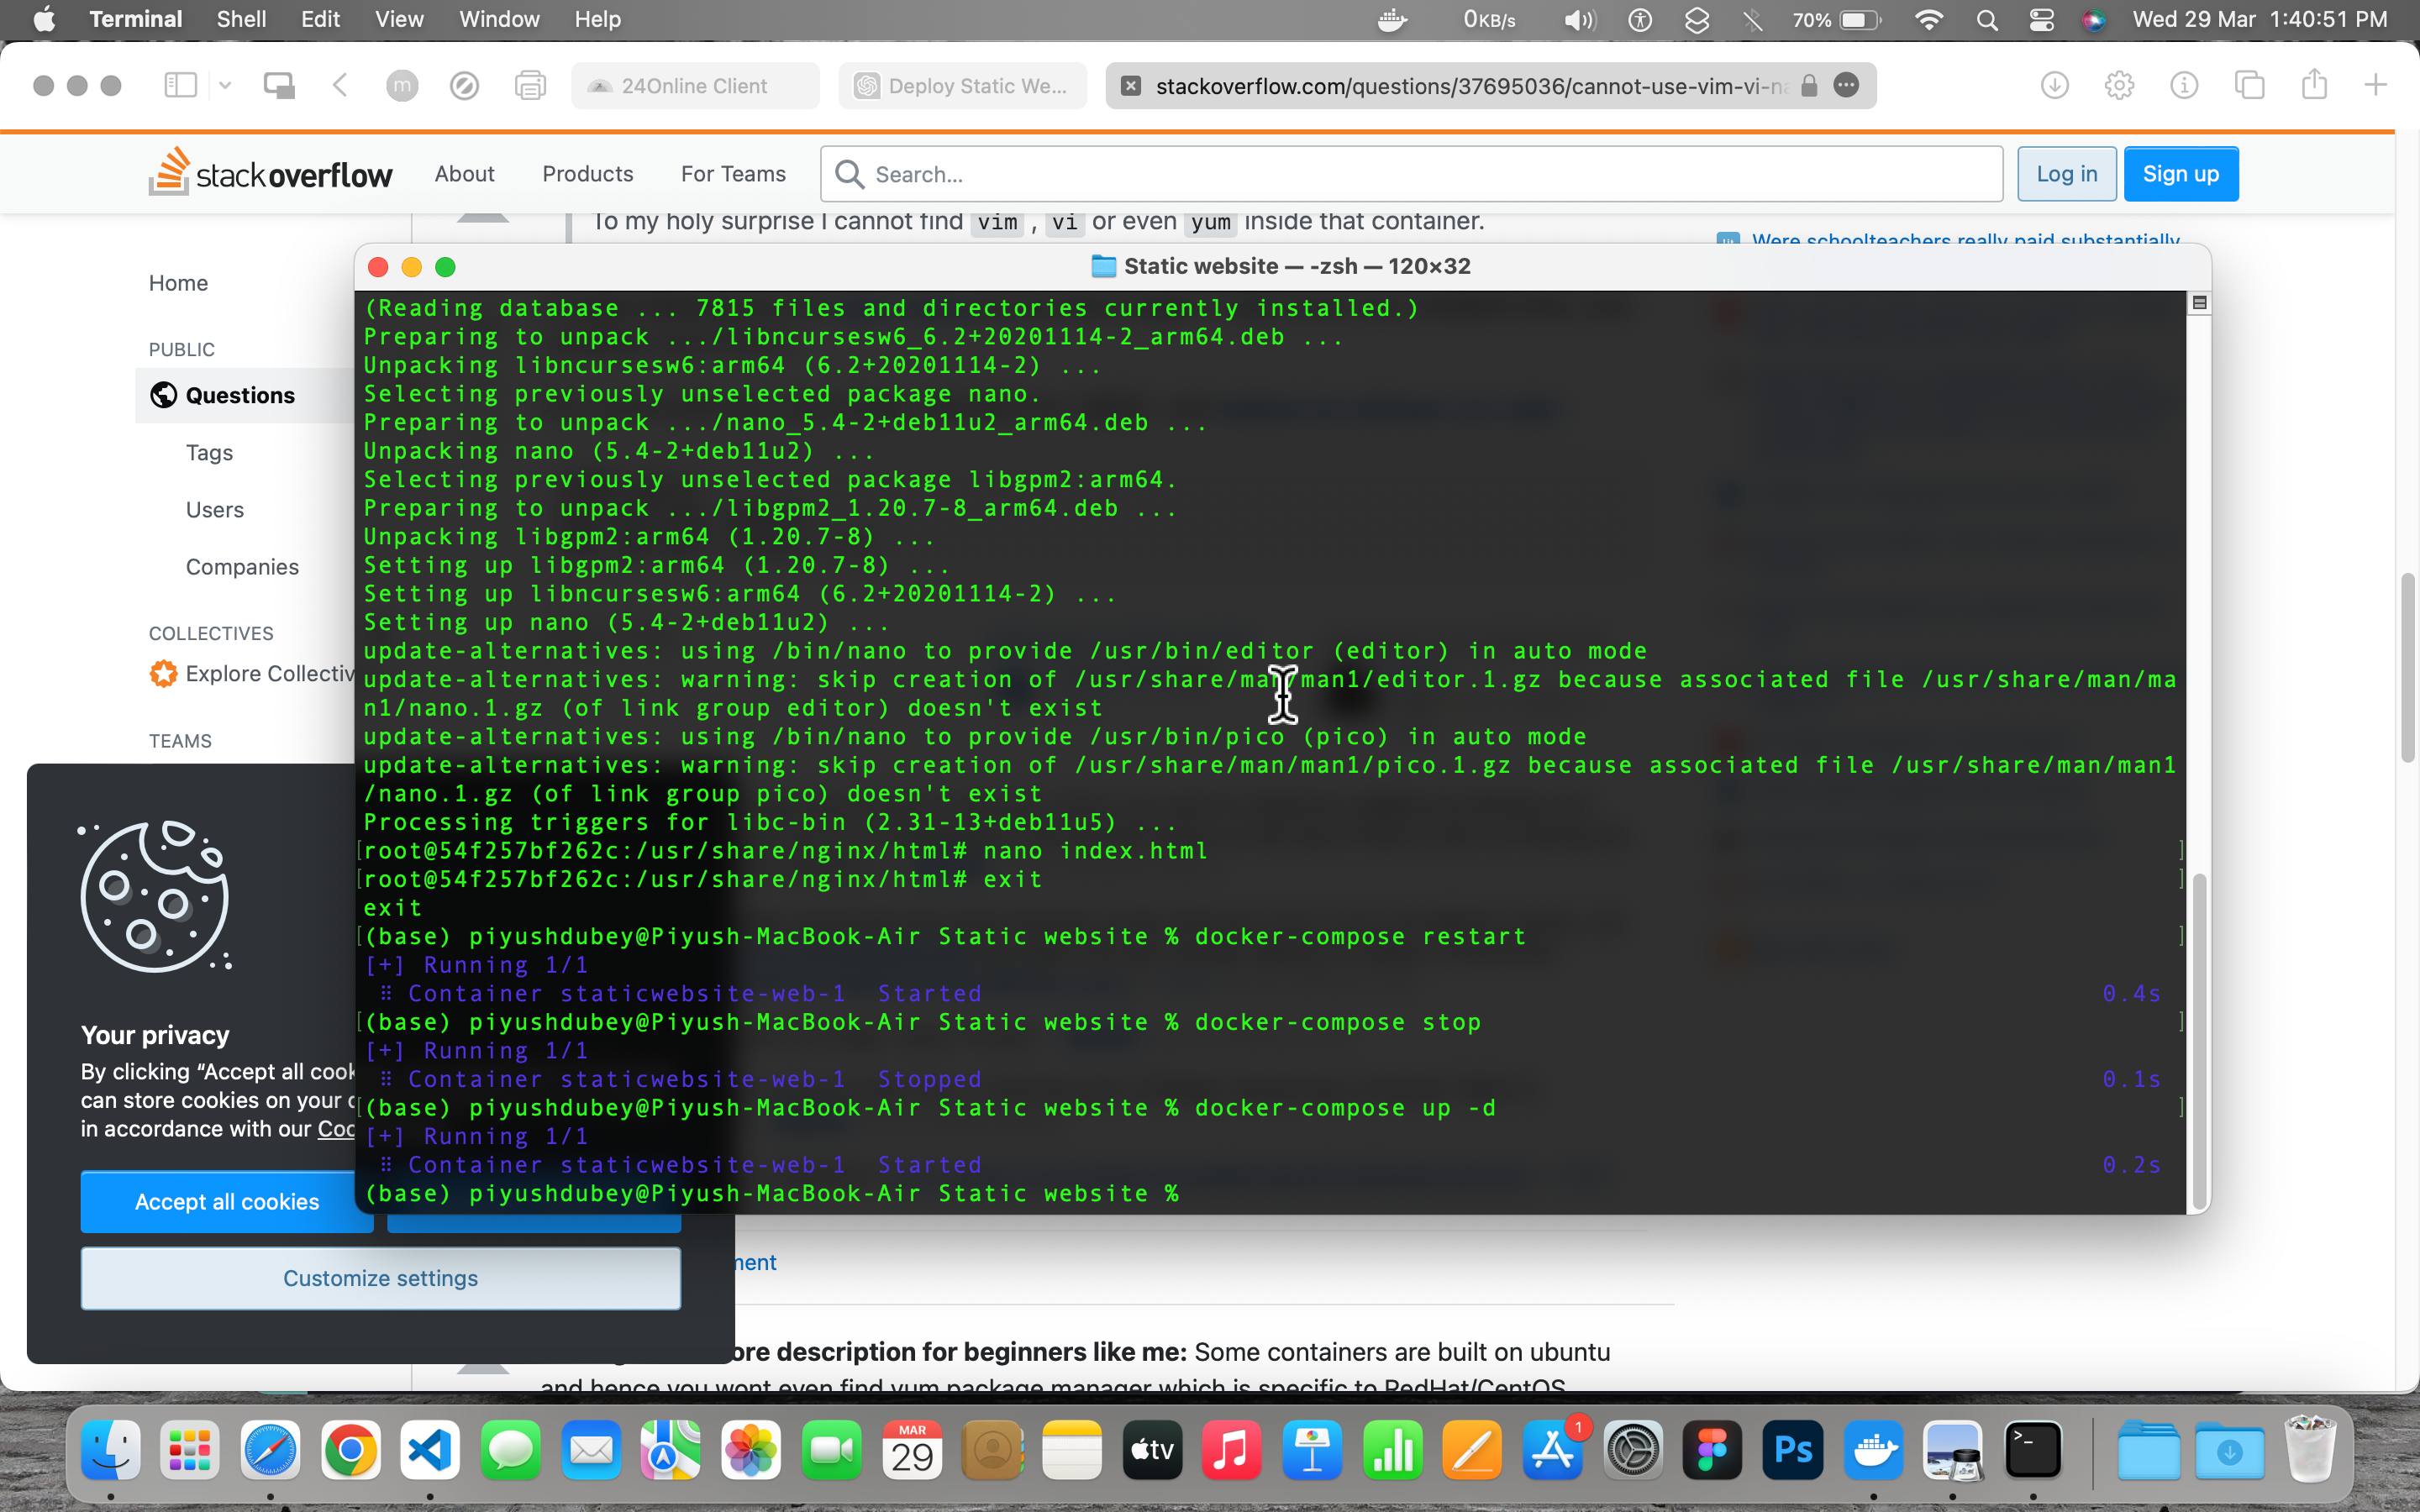 Terminal Shell Edit View Window Help 0KB/s 70% Wed 29 Mar 1:40:51 PM
m 24Online Client Deploy Static We... stackoverflow.com/questions/37695036/cannot-use-vim-vi-na
stackoverflow About Products For Teams Search... Log in Sign up
To my holy surprise I cannot find vim , vi or even yum inside that container.
Were schoolteachers really paid substantially
Home
PUBLIC
Questions
Tags
Users
Companies
COLLECTIVES
Explore Collectiv
TEAMS
Static website — -zsh — 120×32
(Reading database ... 7815 files and directories currently installed.)
Preparing to unpack .../libncursesw6_6.2+20201114-2_arm64.deb ...
Unpacking libncursesw6:arm64 (6.2+20201114-2) ...
Selecting previously unselected package nano.
Preparing to unpack .../nano_5.4-2+deb11u2_arm64.deb ...
Unpacking nano (5.4-2+deb11u2) ...
Selecting previously unselected package libgpm2:arm64.
Preparing to unpack .../libgpm2_1.20.7-8_arm64.deb ...
Unpacking libgpm2:arm64 (1.20.7-8) ...
Setting up libgpm2:arm64 (1.20.7-8) ...
Setting up libncursesw6:arm64 (6.2+20201114-2) ...
Setting up nano (5.4-2+deb11u2) ...
update-alternatives: using /bin/nano to provide /usr/bin/editor (editor) in auto mode
update-alternatives: warning: skip creation of /usr/share/man/man1/editor.1.gz because associated file /usr/share/man/ma
n1/nano.1.gz (of link group editor) doesn't exist
update-alternatives: using /bin/nano to provide /usr/bin/pico (pico) in auto mode
update-alternatives: warning: skip creation of /usr/share/man/man1/pico.1.gz because associated file /usr/share/man/man1
/nano.1.gz (of link group pico) doesn't exist
Processing triggers for libc-bin (2.31-13+deb11u5) ...
[root@54f257bf262c:/usr/share/nginx/html# nano index.html ]
[root@54f257bf262c:/usr/share/nginx/html# exit ]
exit
[(base) piyushdubey@Piyush-MacBook-Air Static website % docker-compose restart ]
[+] Running 1/1
⠿ Container staticwebsite-web-1 Started 0.4s
[(base) piyushdubey@Piyush-MacBook-Air Static website % docker-compose stop ]
[+] Running 1/1
⠿ Container staticwebsite-web-1 Stopped 0.1s
[(base) piyushdubey@Piyush-MacBook-Air Static website % docker-compose up -d ]
[+] Running 1/1
⠿ Container staticwebsite-web-1 Started 0.2s
(base) piyushdubey@Piyush-MacBook-Air Static website %
Your privacy
By clicking “Accept all cook
can store cookies on your d
in accordance with our Coo
Accept all cookies
Customize settings
ment
ore description for beginners like me: Some containers are built on ubuntu
and hence you wont even find yum package manager which is specific to RedHat/CentOS
MAR
29
tv
1
Ps
>_